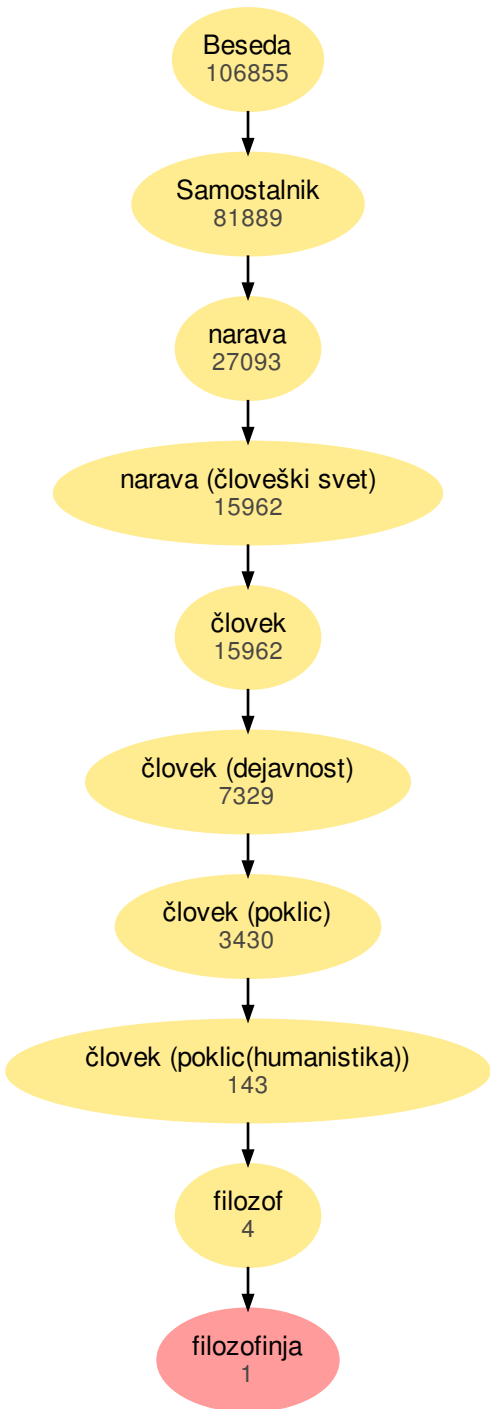 Beseda
106855
Samostalnik
81889
narava
27093
narava (človeški svet)
15962
človek
15962
človek (dejavnost)
7329
človek (poklic)
3430
človek (poklic(humanistika))
143
filozof
4
filozofinja
1